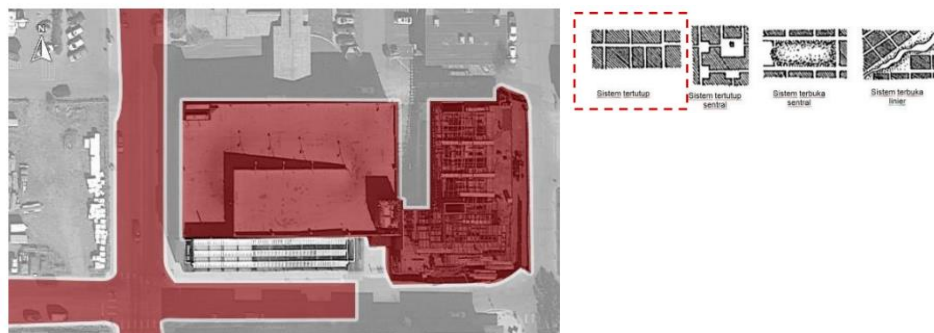 Sistem tertutup
Sistem tertutup
sentral
Sistem terbuka
sentral
Sistem terbuka
linier